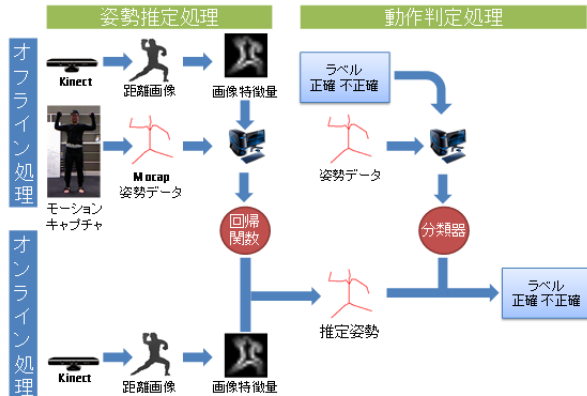 姿勢推定処理
動作判定処理
オフライン処理
Kinect
距離画像
画像特徴量
ラベル
正確 不正確
Mocap
姿勢データ
姿勢データ
モーション
キャプチャ
回帰
関数
分類器
オンライン処理
ラベル
正確 不正確
推定姿勢
Kinect
距離画像
画像特徴量